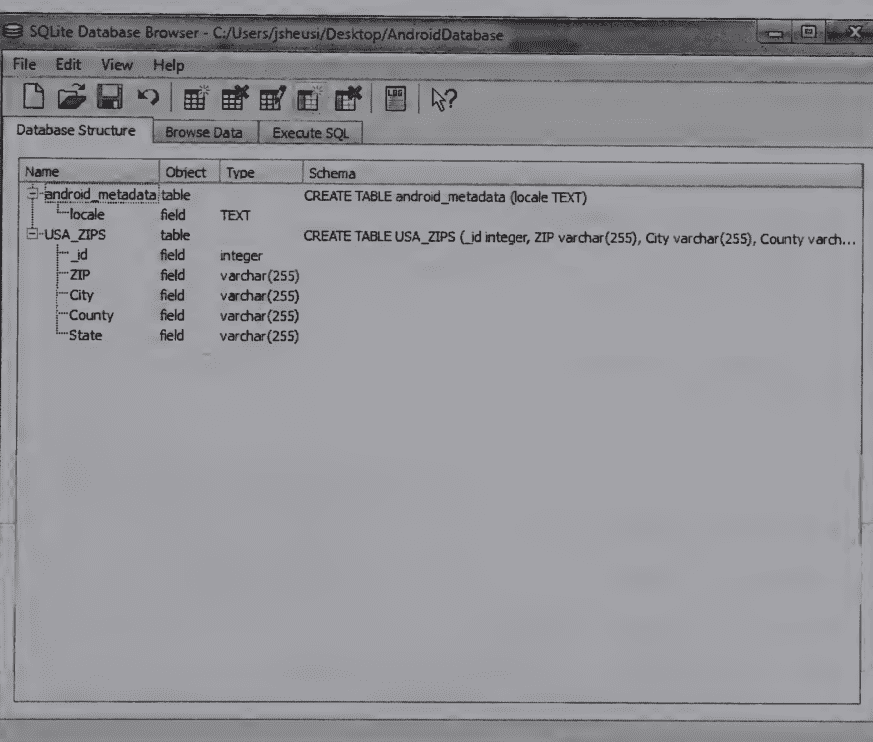 SQLite Database Browser - C:/Users/jsheusi/Desktop/AndroidDatabase
File Edit View Help
LOG
Database Structure Browse Data Execute SQL
Name Object Type Schema
android_metadata table CREATE TABLE android_metadata (locale TEXT)
locale field TEXT
USA_ZIPS table CREATE TABLE USA_ZIPS (_id integer, ZIP varchar(255), City varchar(255), County varch...
_id field integer
ZIP field varchar(255)
City field varchar(255)
County field varchar(255)
State field varchar(255)